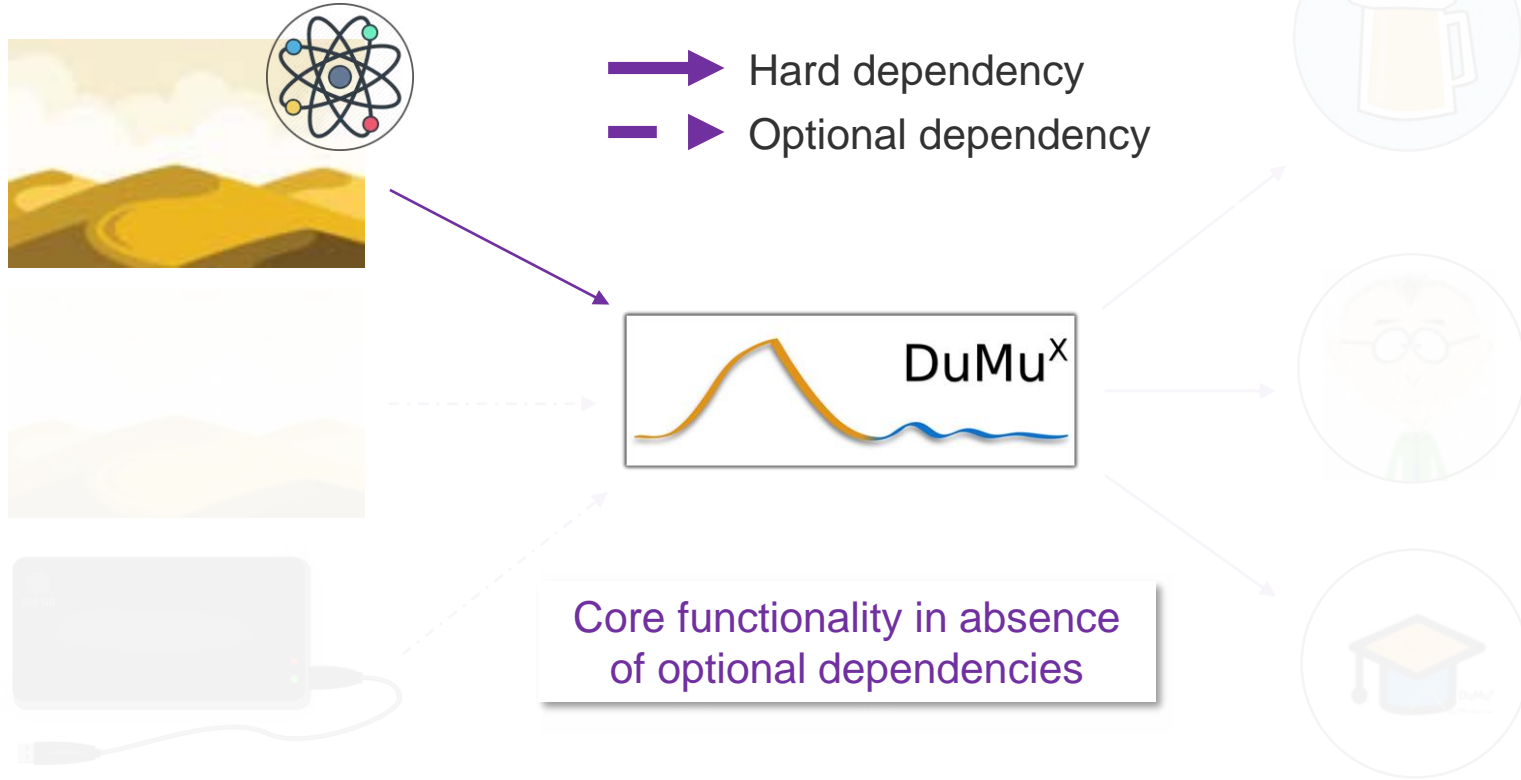 Hard dependency
Optional dependency
DuMuˣ
Core functionality in absence
of optional dependencies